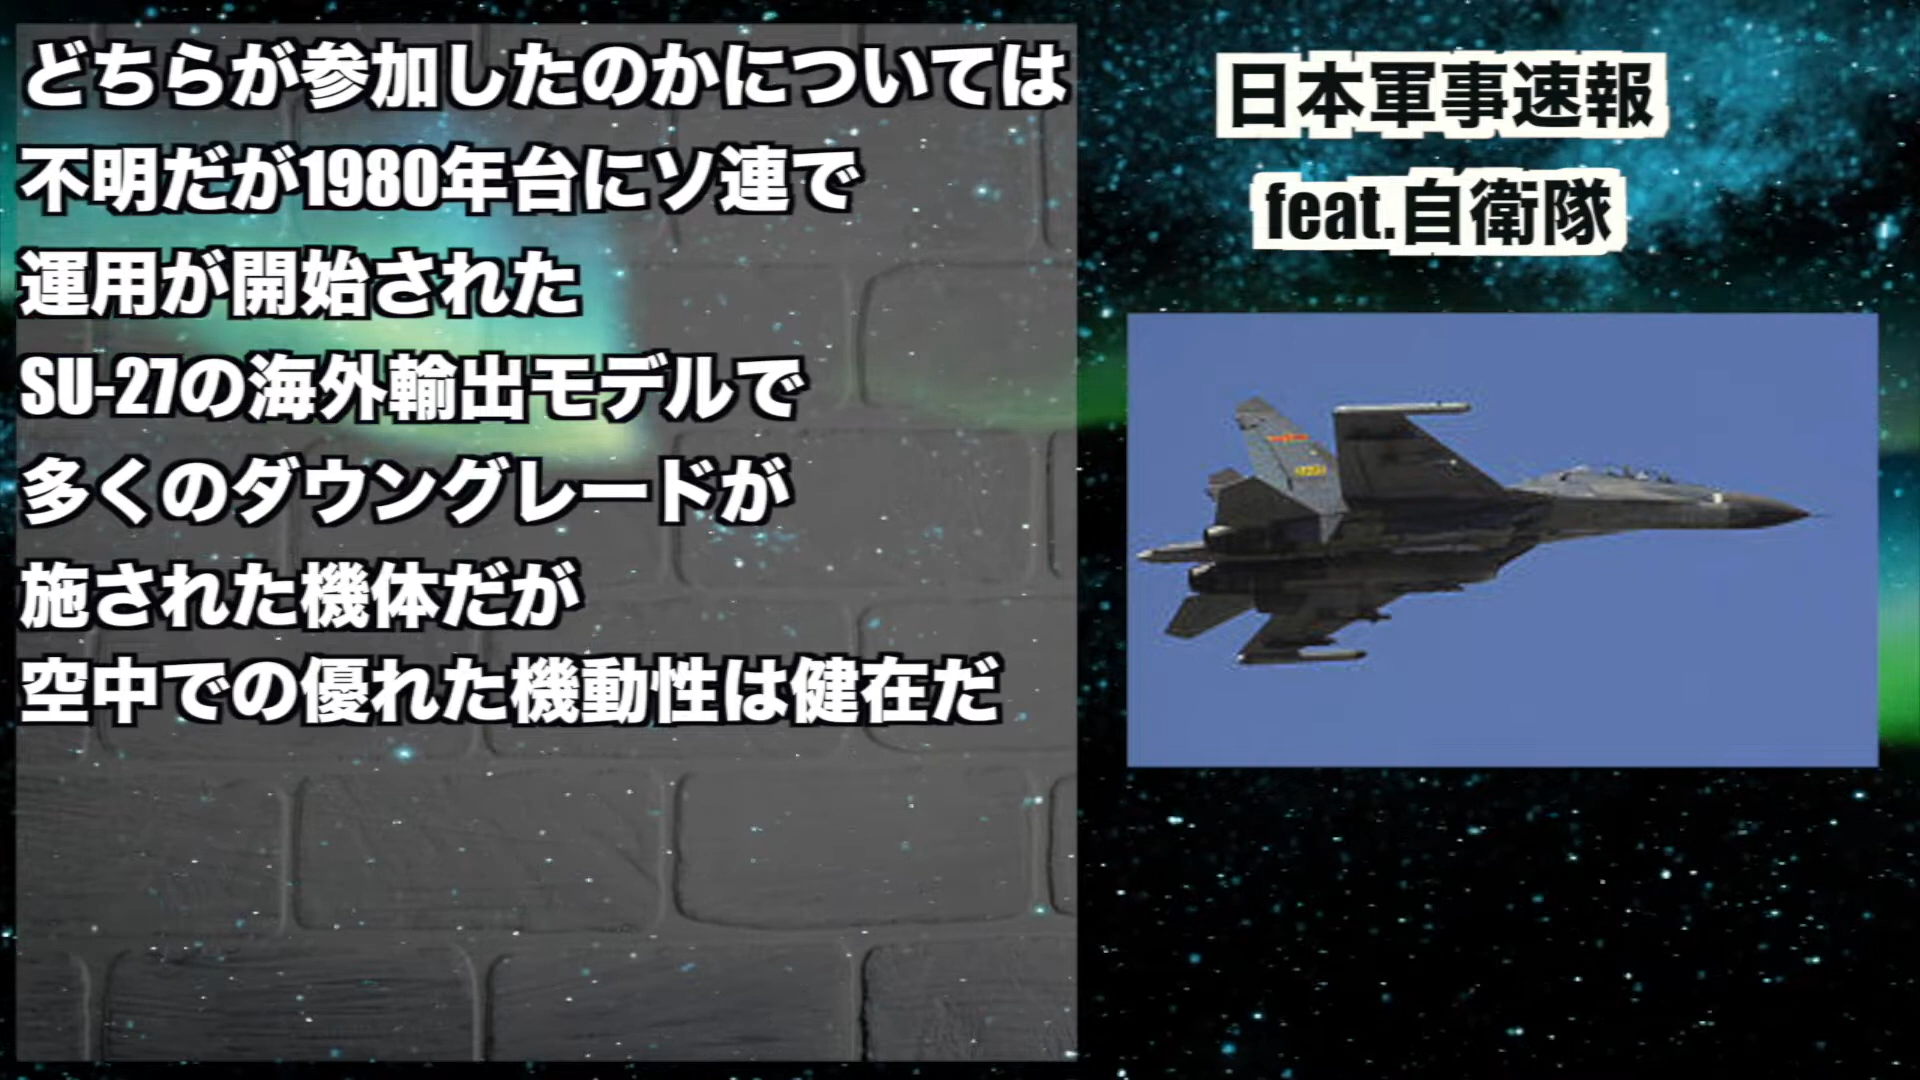 どちらが参加したのかについては
不明だが1980年台にソ連で
運用が開始された
SU-27の海外輸出モデルで
多くのダウングレードが
施された機体だが
空中での優れた機動性は健在だ
日本軍事速報
feat.自衛隊